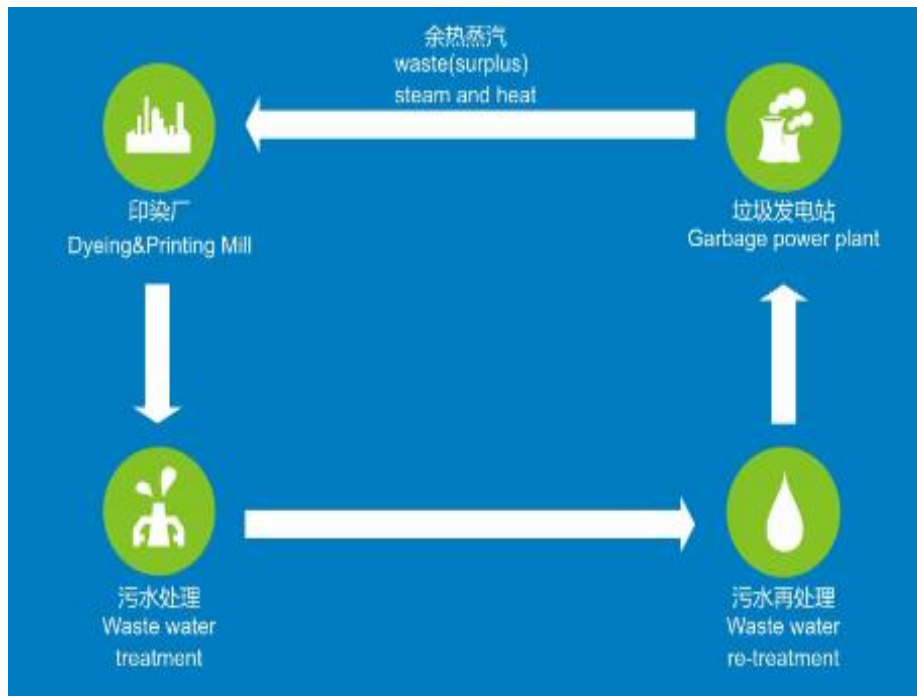 余热蒸汽
waste(surplus)
steam and heat
印染厂
Dyeing&Printing Mill
垃圾发电站
Garbage power plant
污水处理
Waste water
treatment
污水再处理
Waste water
re-treatment